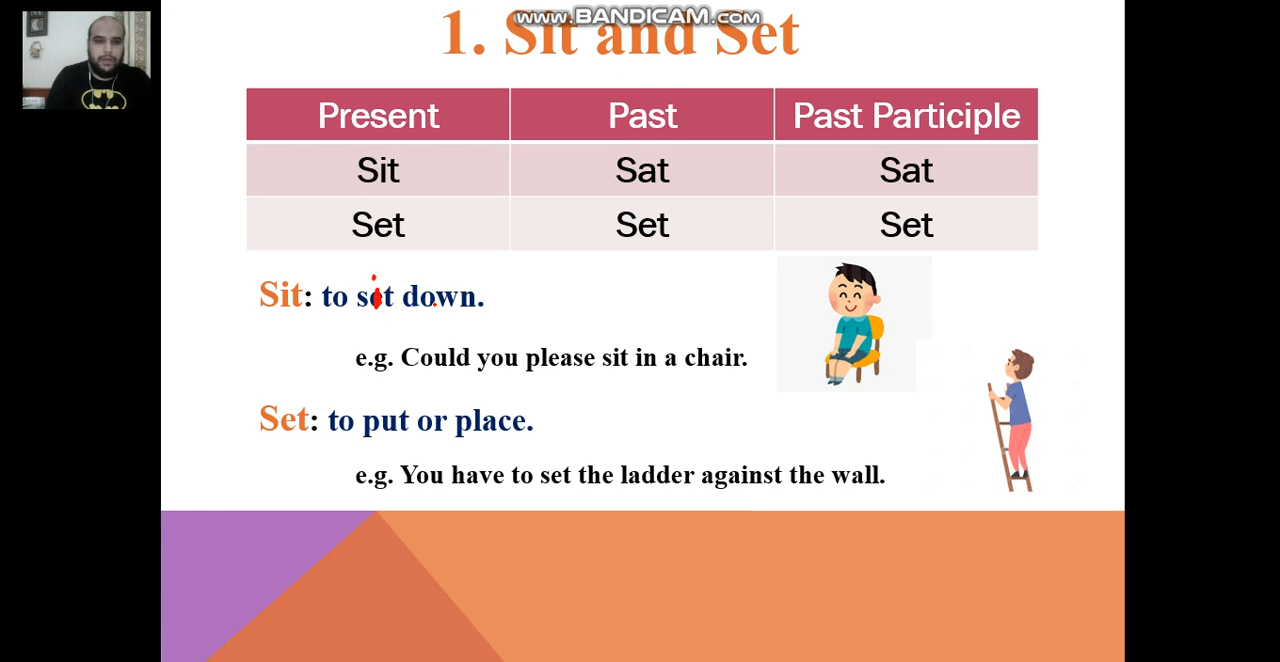 www.BANDICAM.com
1. Sit and Set
Present Past Past Participle
Sit Sat Sat
Set Set Set
Sit: to sit down.
e.g. Could you please sit in a chair.
Set: to put or place.
e.g. You have to set the ladder against the wall.